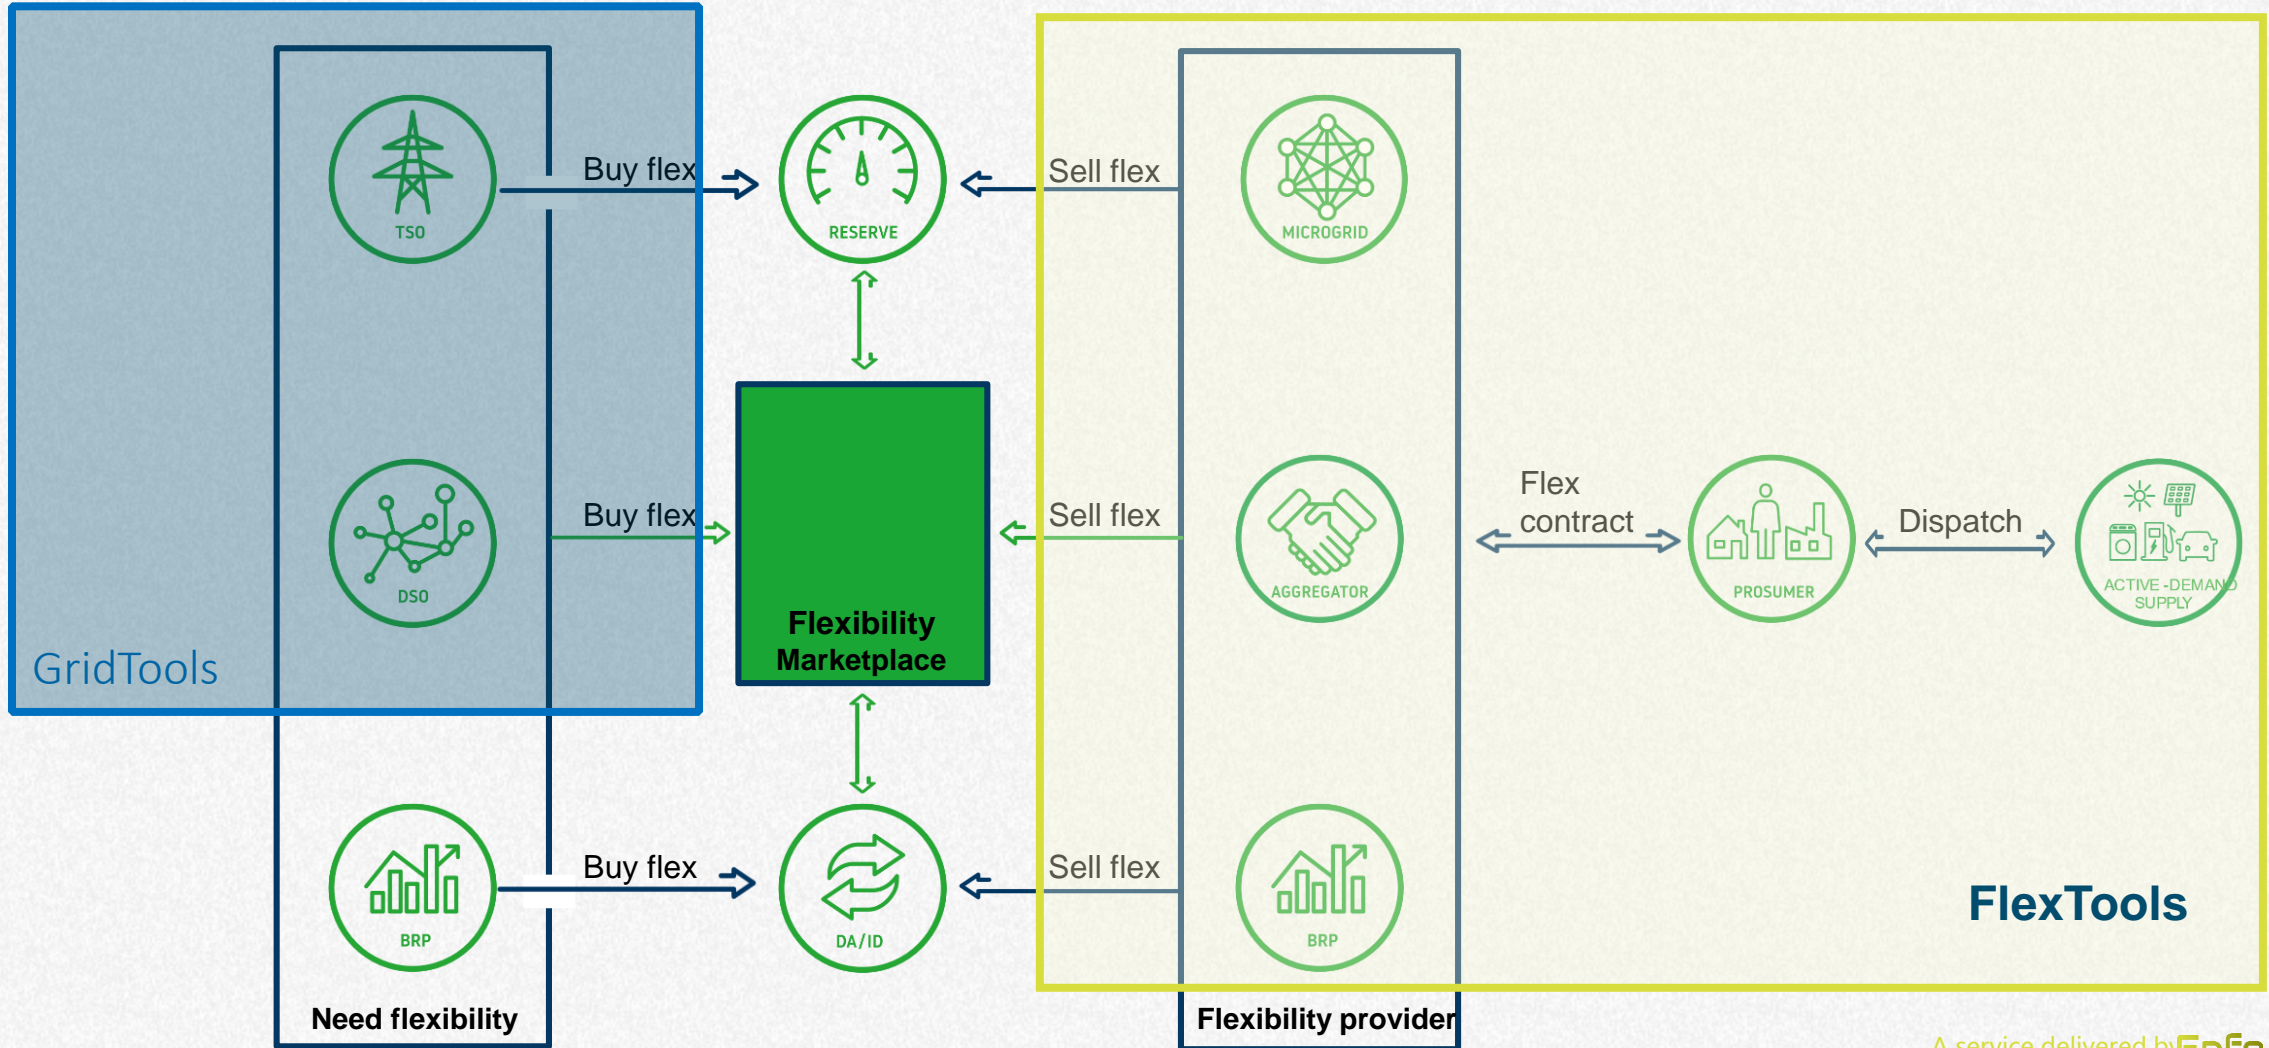 Buy flex
Sell flex
TSO
RESERVE
MICROGRID
Buy flex
Sell flex
Flex
contract
Dispatch
DSO
AGGREGATOR
PROSUMER
ACTIVE -DEMAND
SUPPLY
Flexibility
Marketplace
GridTools
Buy flex
Sell flex
BRP
DA/ID
BRP
FlexTools
Need flexibility
Flexibility provider
A service delivered by